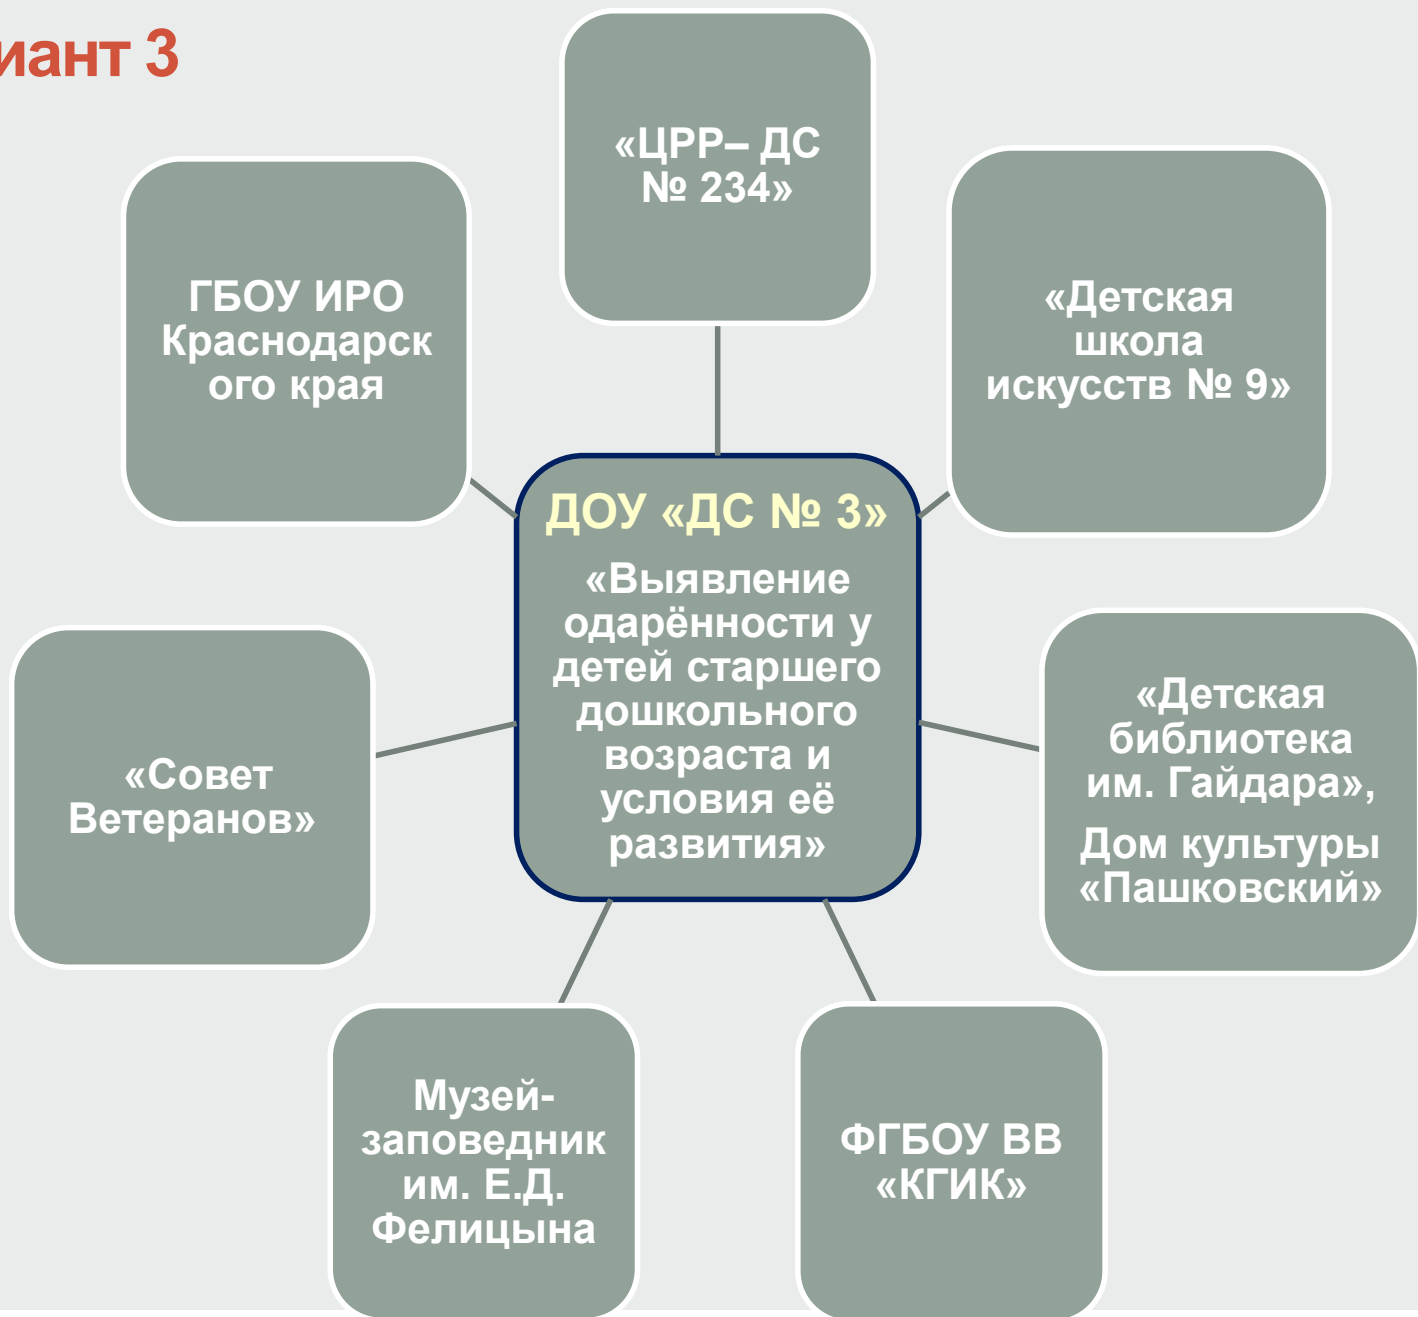 иант 3
«ЦРР– ДС
№ 234»
ГБОУ ИРО
Краснодарск
ого края
«Детская
школа
искусств № 9»
ДОУ «ДС № 3»
«Выявление
одарённости у
детей старшего
дошкольного
возраста и
условия её
развития»
«Совет
Ветеранов»
«Детская
библиотека
им. Гайдара»,
Дом культуры
«Пашковский»
Музей-
заповедник
им. Е.Д.
Фелицына
ФГБОУ ВВ
«КГИК»